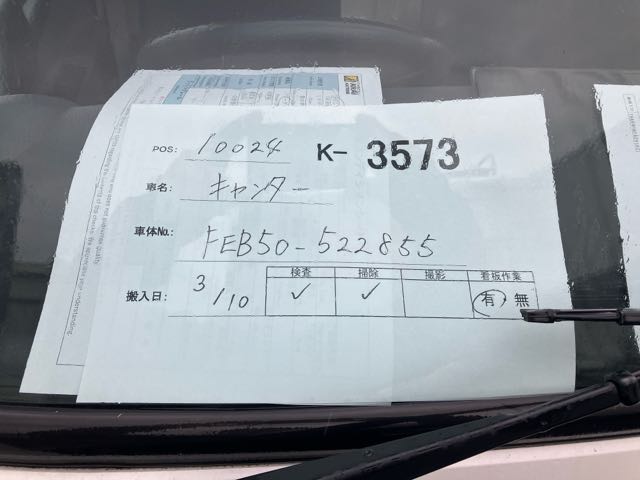 POS: 10024 K- 3573
車名: キャンター
車体No.: FEB50-522855
検査 掃除 撮影 看板作業
搬入日: 3/10 ✓ ✓ 有 / 無